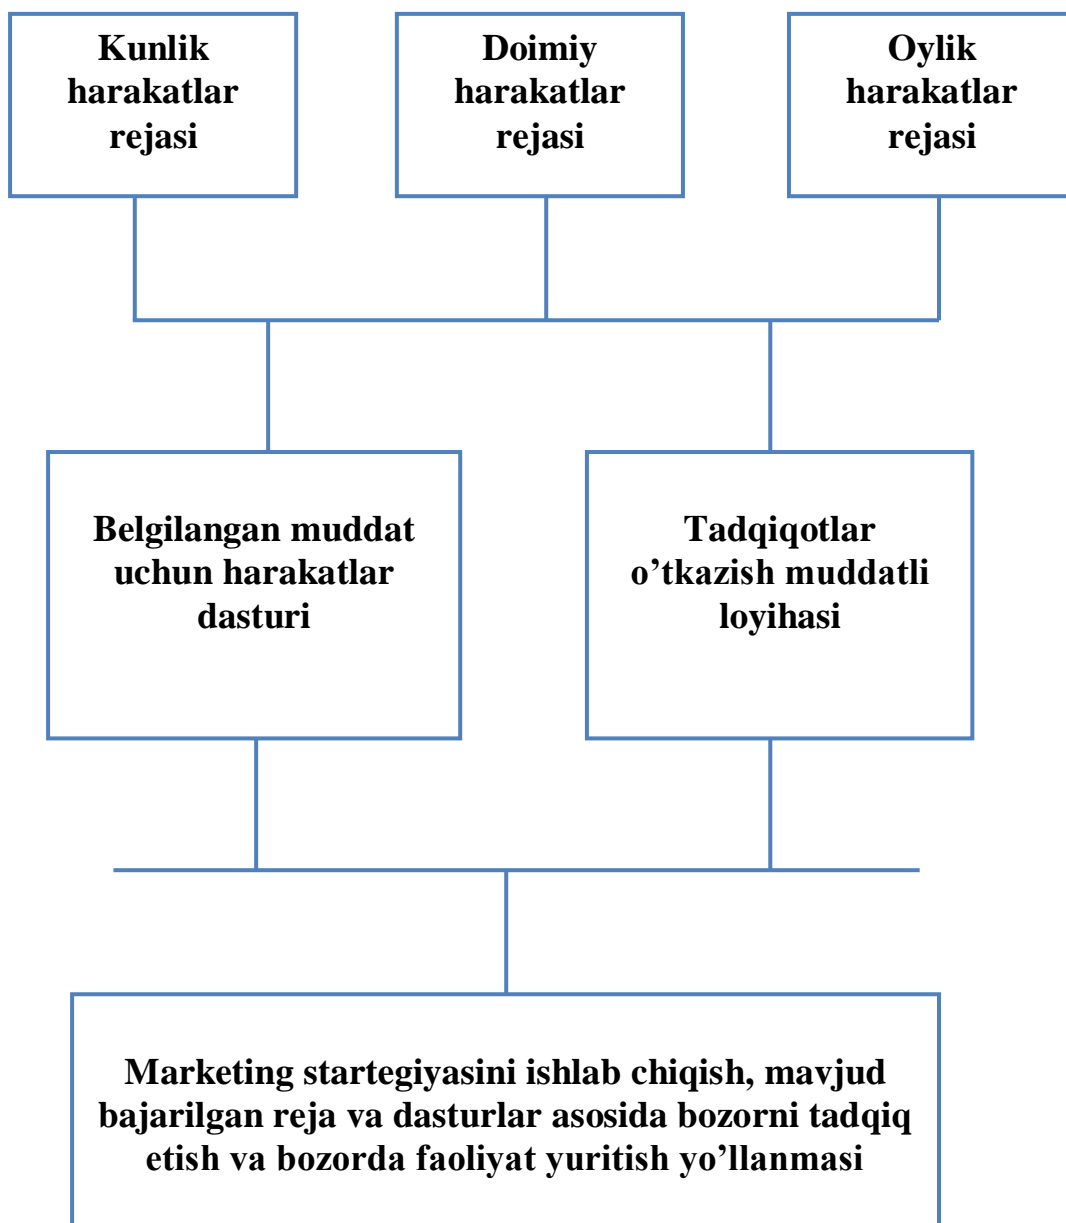 Kunlik
harakatlar
rejasi
Doimiy
harakatlar
rejasi
Oylik
harakatlar
rejasi
Belgilangan muddat
uchun harakatlar
dasturi
Tadqiqotlar
o’tkazish muddatli
loyihasi
Marketing startegiyasini ishlab chiqish, mavjud
bajarilgan reja va dasturlar asosida bozorni tadqiq
etish va bozorda faoliyat yuritish yo’llanmasi